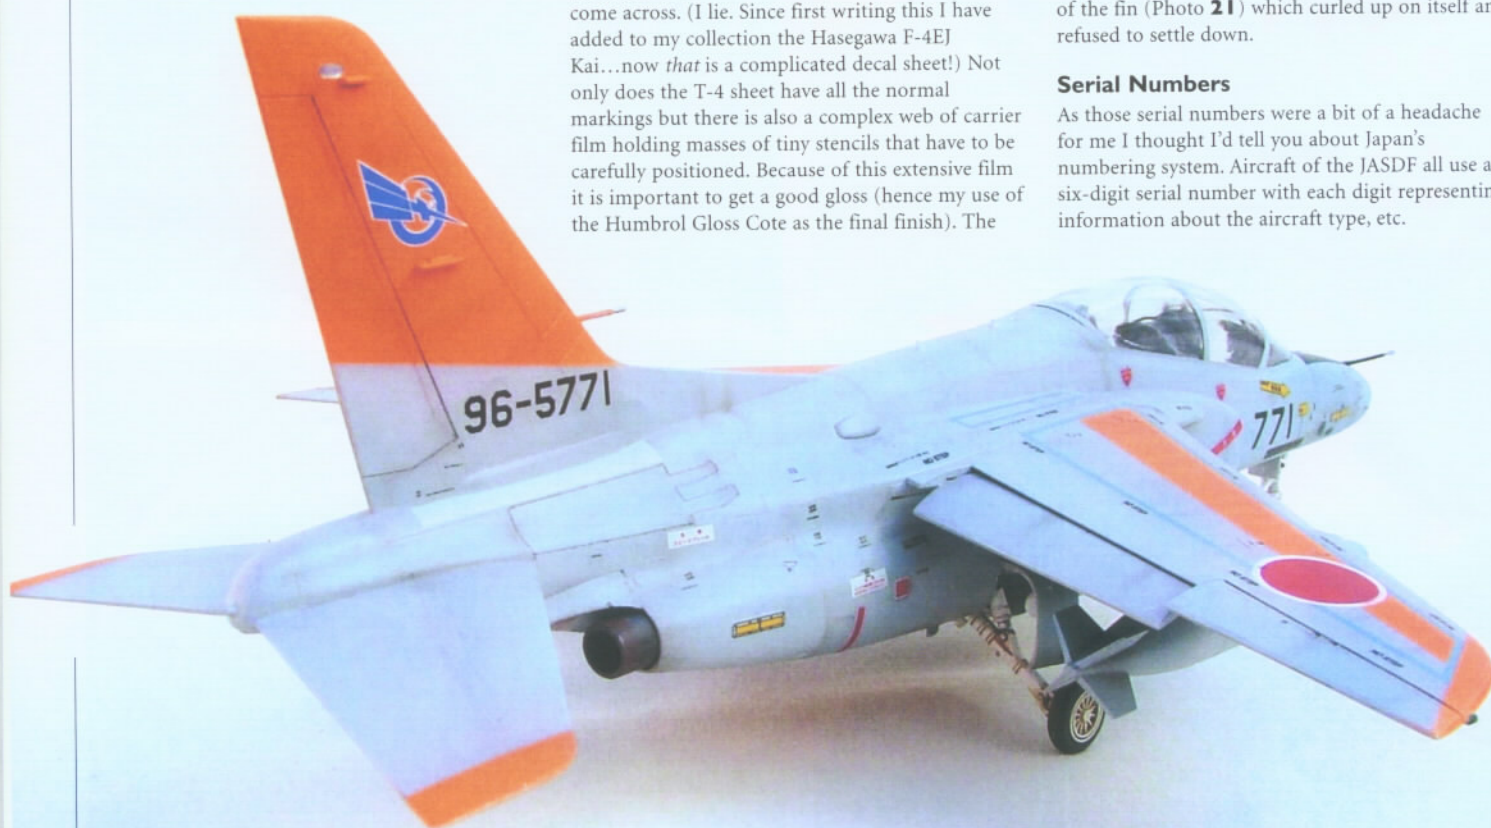 come across. (I lie. Since first writing this I have
added to my collection the Hasegawa F-4EJ
Kai…now that is a complicated decal sheet!) Not
only does the T-4 sheet have all the normal
markings but there is also a complex web of carrier
film holding masses of tiny stencils that have to be
carefully positioned. Because of this extensive film
it is important to get a good gloss (hence my use of
the Humbrol Gloss Cote as the final finish). The
of the fin (Photo 21) which curled up on itself
refused to settle down.
Serial Numbers
As those serial numbers were a bit of a headache
for me I thought I'd tell you about Japan's
numbering system. Aircraft of the JASDF all use a
six-digit serial number with each digit
information about the aircraft type, etc.
96-5771
771